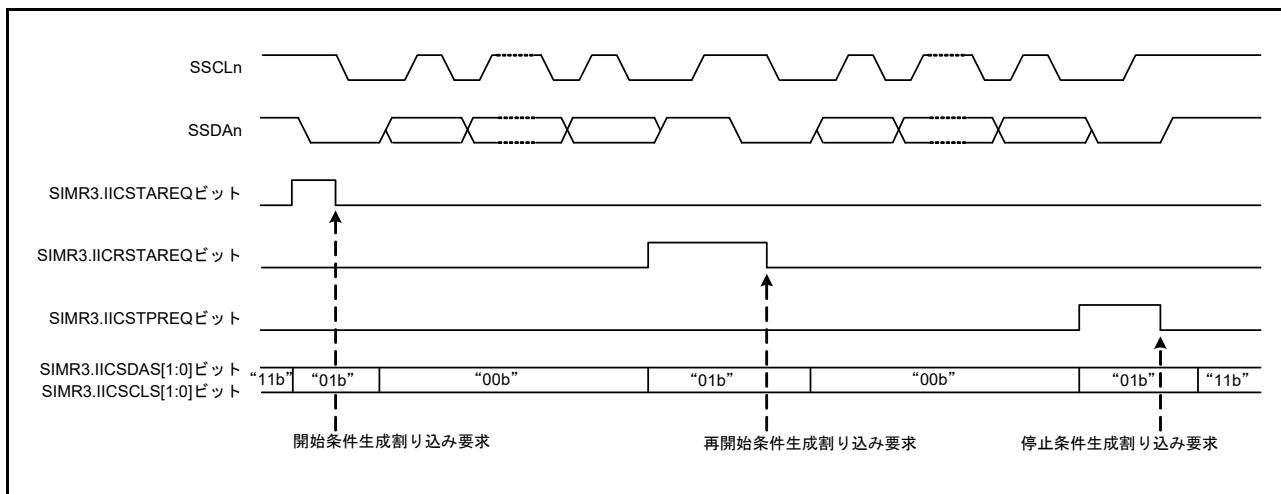 SSCLn
SSDAn
SIMR3.IICSTAREQビット
SIMR3.IICRSTAREQビット
SIMR3.IICSTPREQビット
SIMR3.IICSDAS[1:0]ビット
SIMR3.IICSCLS[1:0]ビット
“11b” “01b” “00b” “01b” “00b” “01b” “11b”
開始条件生成割り込み要求 再開始条件生成割り込み要求 停止条件生成割り込み要求